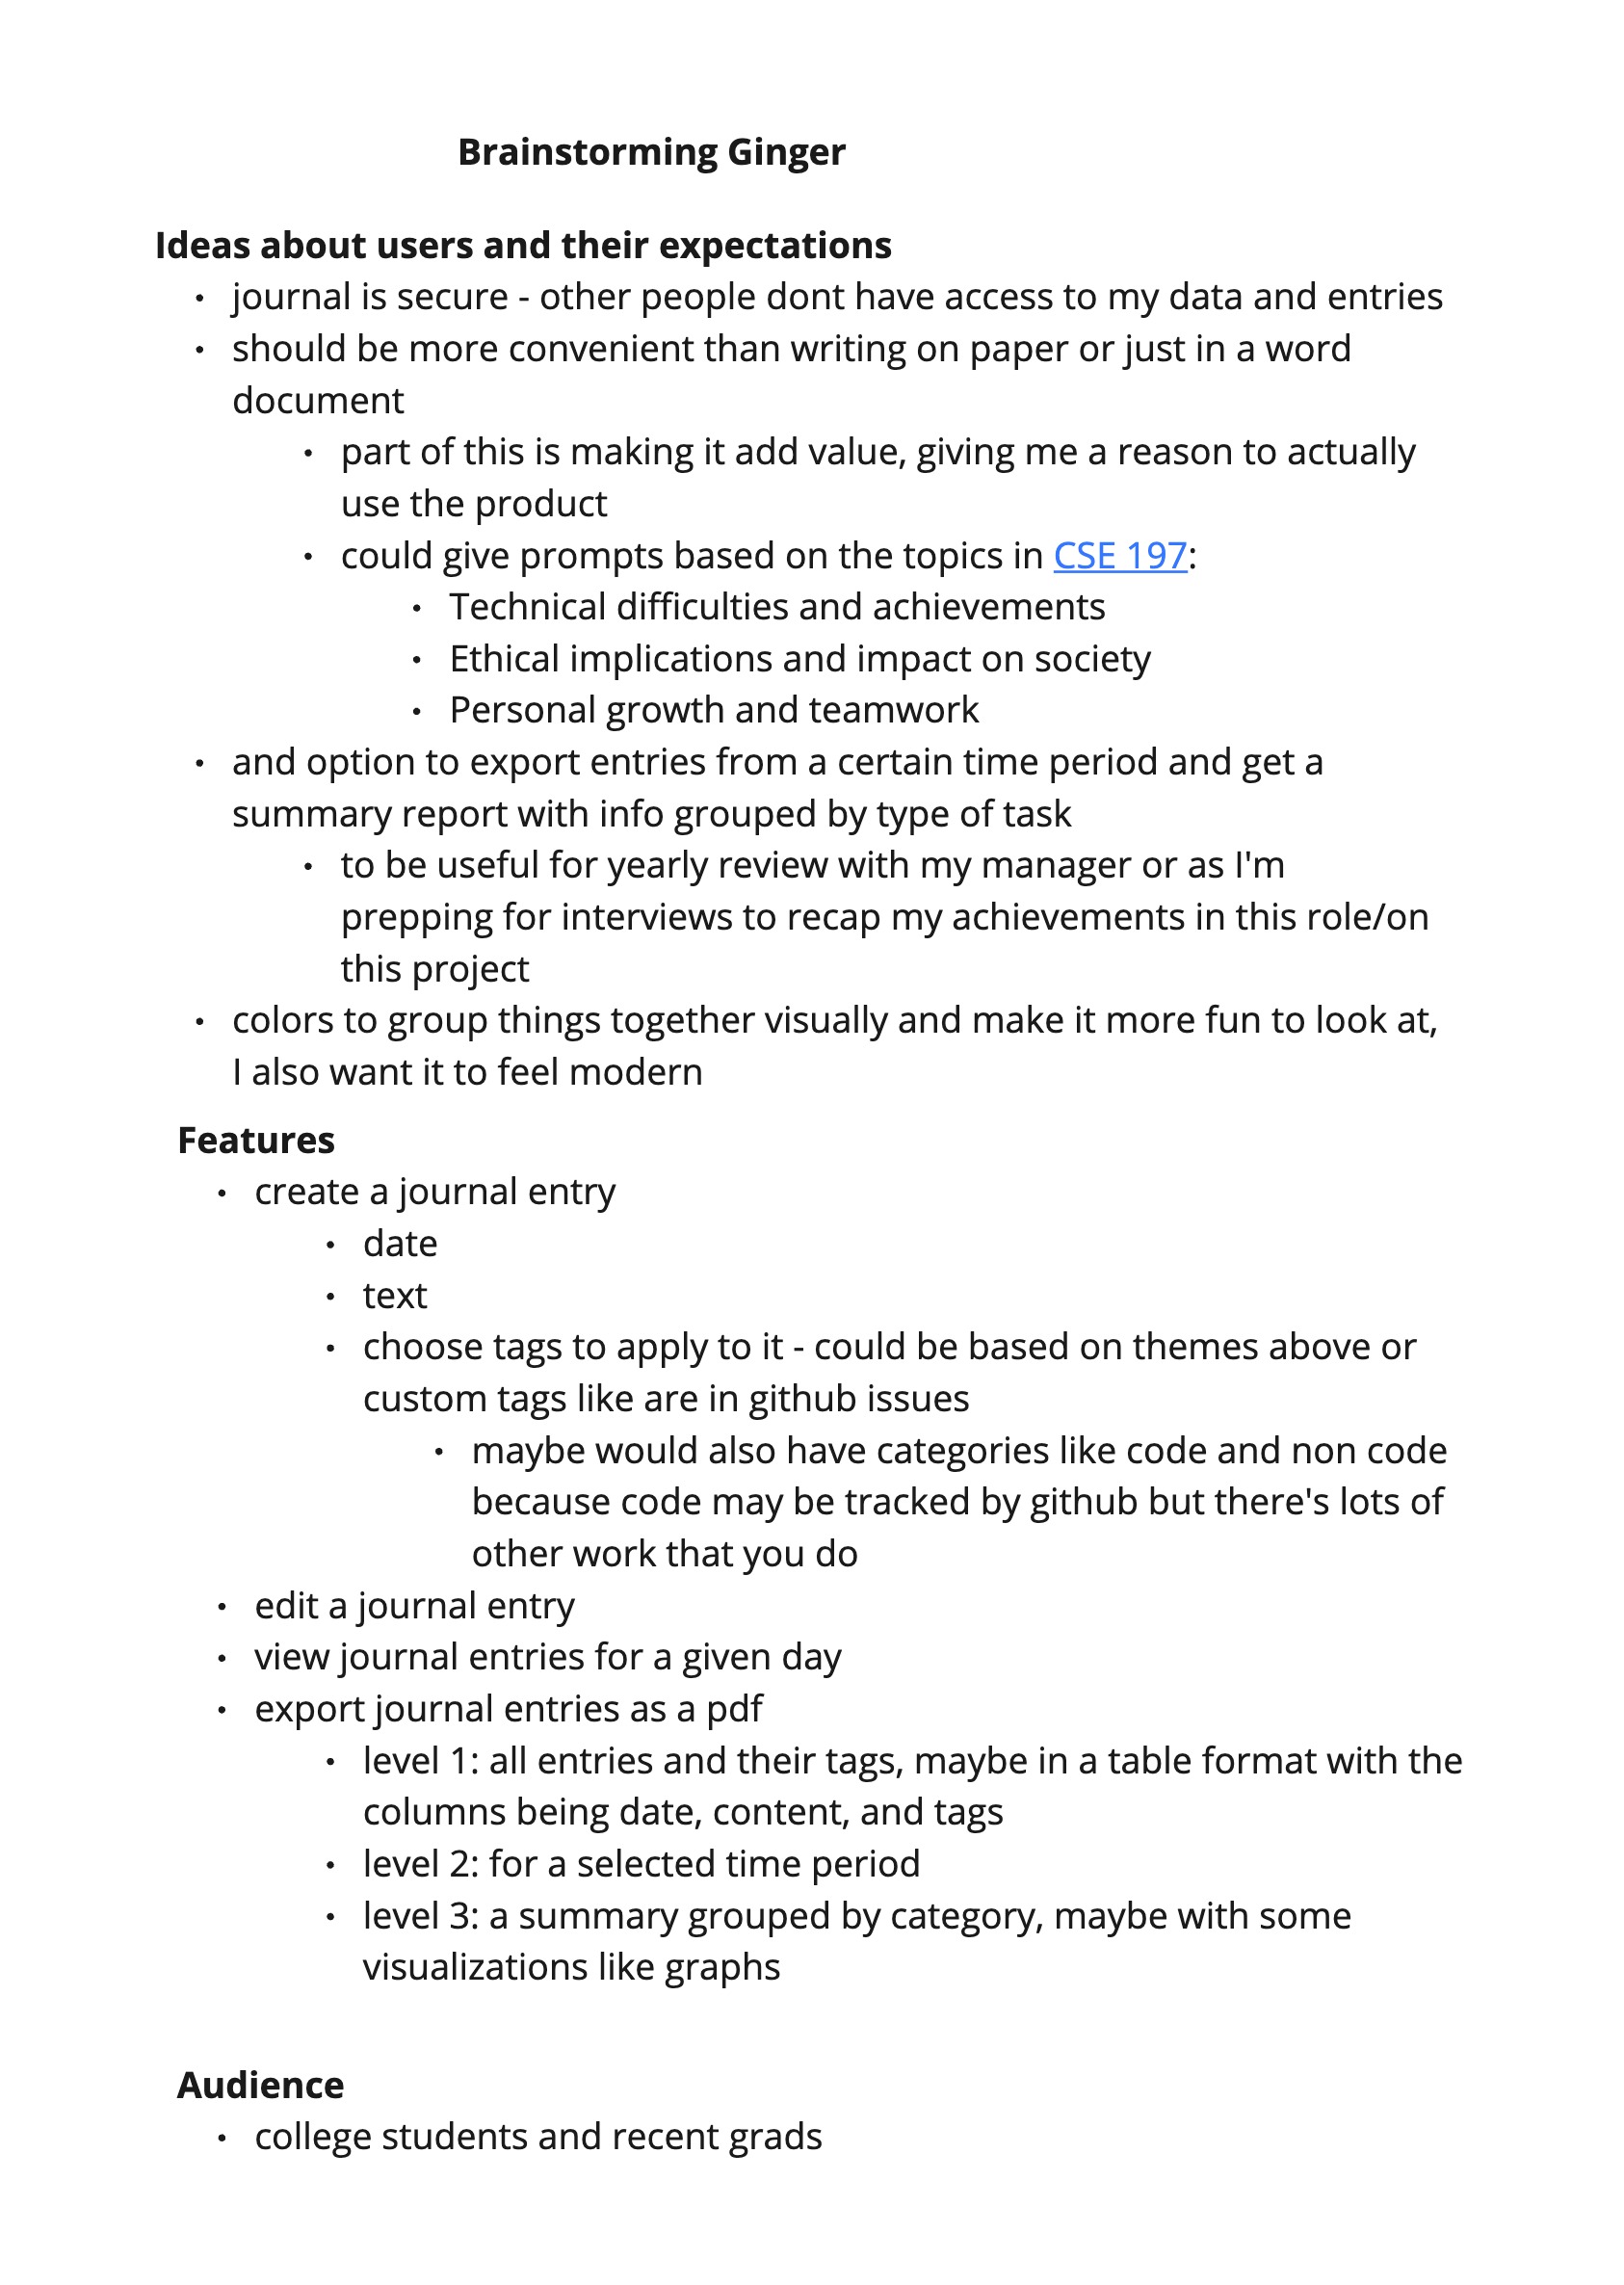 Brainstorming Ginger
Ideas about users and their expectations
• journal is secure - other people dont have access to my data and entries
• should be more convenient than writing on paper or just in a word
document
• part of this is making it add value, giving me a reason to actually
use the product
• could give prompts based on the topics in CSE 197:
• Technical difficulties and achievements
• Ethical implications and impact on society
• Personal growth and teamwork
• and option to export entries from a certain time period and get a
summary report with info grouped by type of task
• to be useful for yearly review with my manager or as I'm
prepping for interviews to recap my achievements in this role/on
this project
• colors to group things together visually and make it more fun to look at,
I also want it to feel modern
Features
• create a journal entry
• date
• text
• choose tags to apply to it - could be based on themes above or
custom tags like are in github issues
• maybe would also have categories like code and non code
because code may be tracked by github but there's lots of
other work that you do
• edit a journal entry
• view journal entries for a given day
• export journal entries as a pdf
• level 1: all entries and their tags, maybe in a table format with the
columns being date, content, and tags
• level 2: for a selected time period
• level 3: a summary grouped by category, maybe with some
visualizations like graphs
Audience
• college students and recent grads